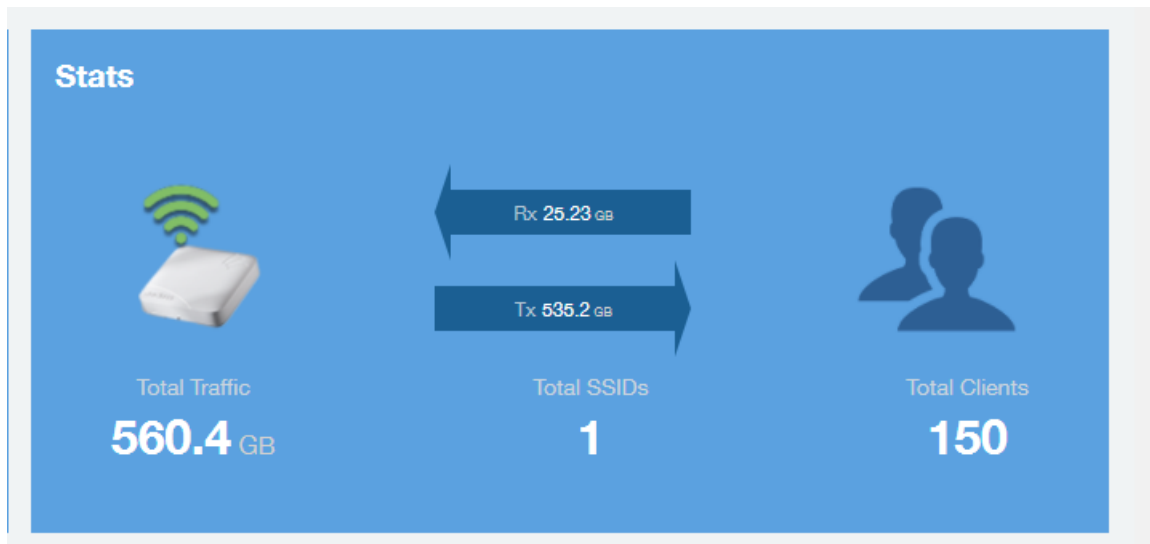 Stats
Rx 25.23 GB
Tx 535.2 GB
Total Traffic
560.4 GB
Total SSIDs
1
Total Clients
150